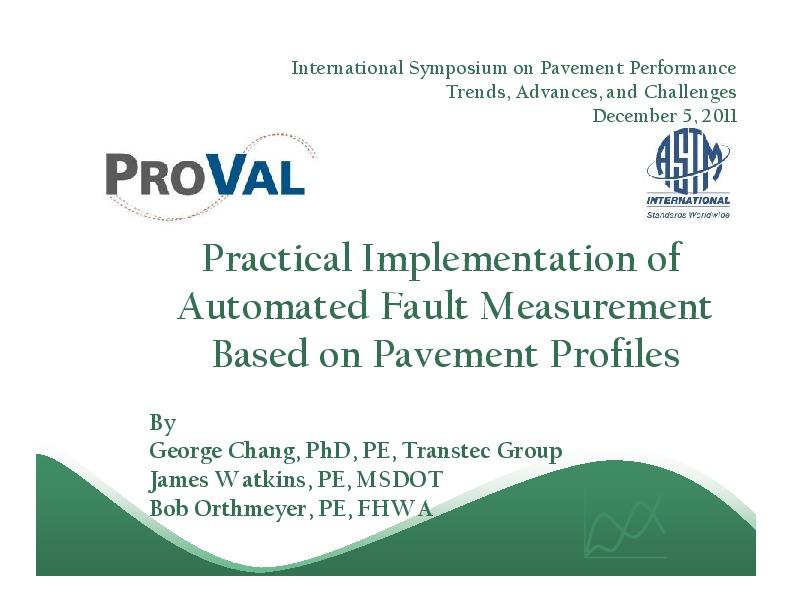 International Symposium on Pavement Performance
Trends, Advances, and Challenges
December 5, 2011
PROVAL
ASTM
INTERNATIONAL
Standards Worldwide
Practical Implementation of
Automated Fault Measurement
Based on Pavement Profiles
By
George Chang, PhD, PE, Transtec Group
James Watkins, PE, MSDOT
Bob Orthmeyer, PE, FHWA